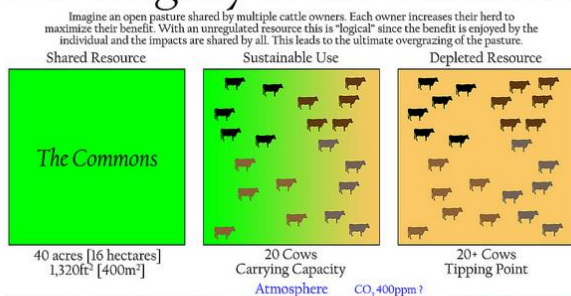 Imagine an open pasture shared by multiple cattle owners. Each owner increases their herd to
maximize their benefit. With an unregulated resource this is "logical" since the benefit is enjoyed by the
individual and the impacts are shared by all. This leads to the ultimate overgrazing of the pasture.
Shared Resource
Sustainable Use
Depleted Resource
The Commons
40 acres [16 hectares]
1,320ft² [400m²]
20 Cows
Carrying Capacity
20+ Cows
Tipping Point
Atmosphere
CO, 400ppm ?